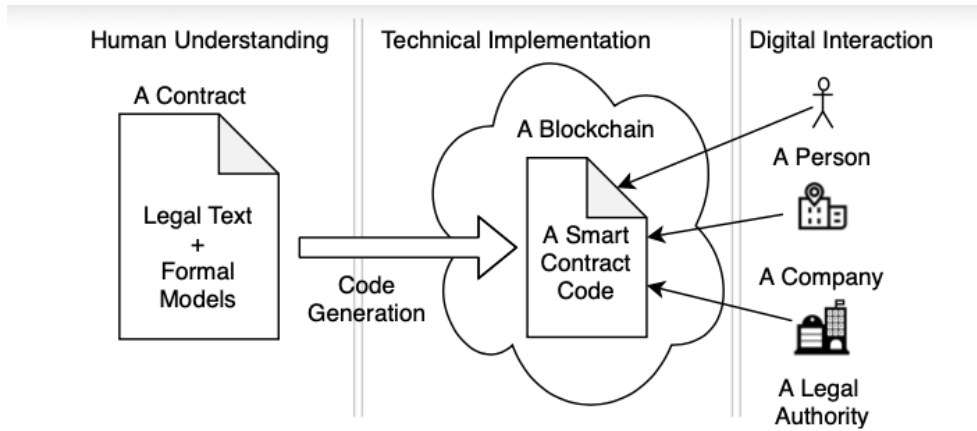 Human Understanding
Technical Implementation
Digital Interaction
A Contract
Legal Text
+
Formal
Models
Code
Generation
A Blockchain
A Smart
Contract
Code
A Person
A Company
A Legal
Authority